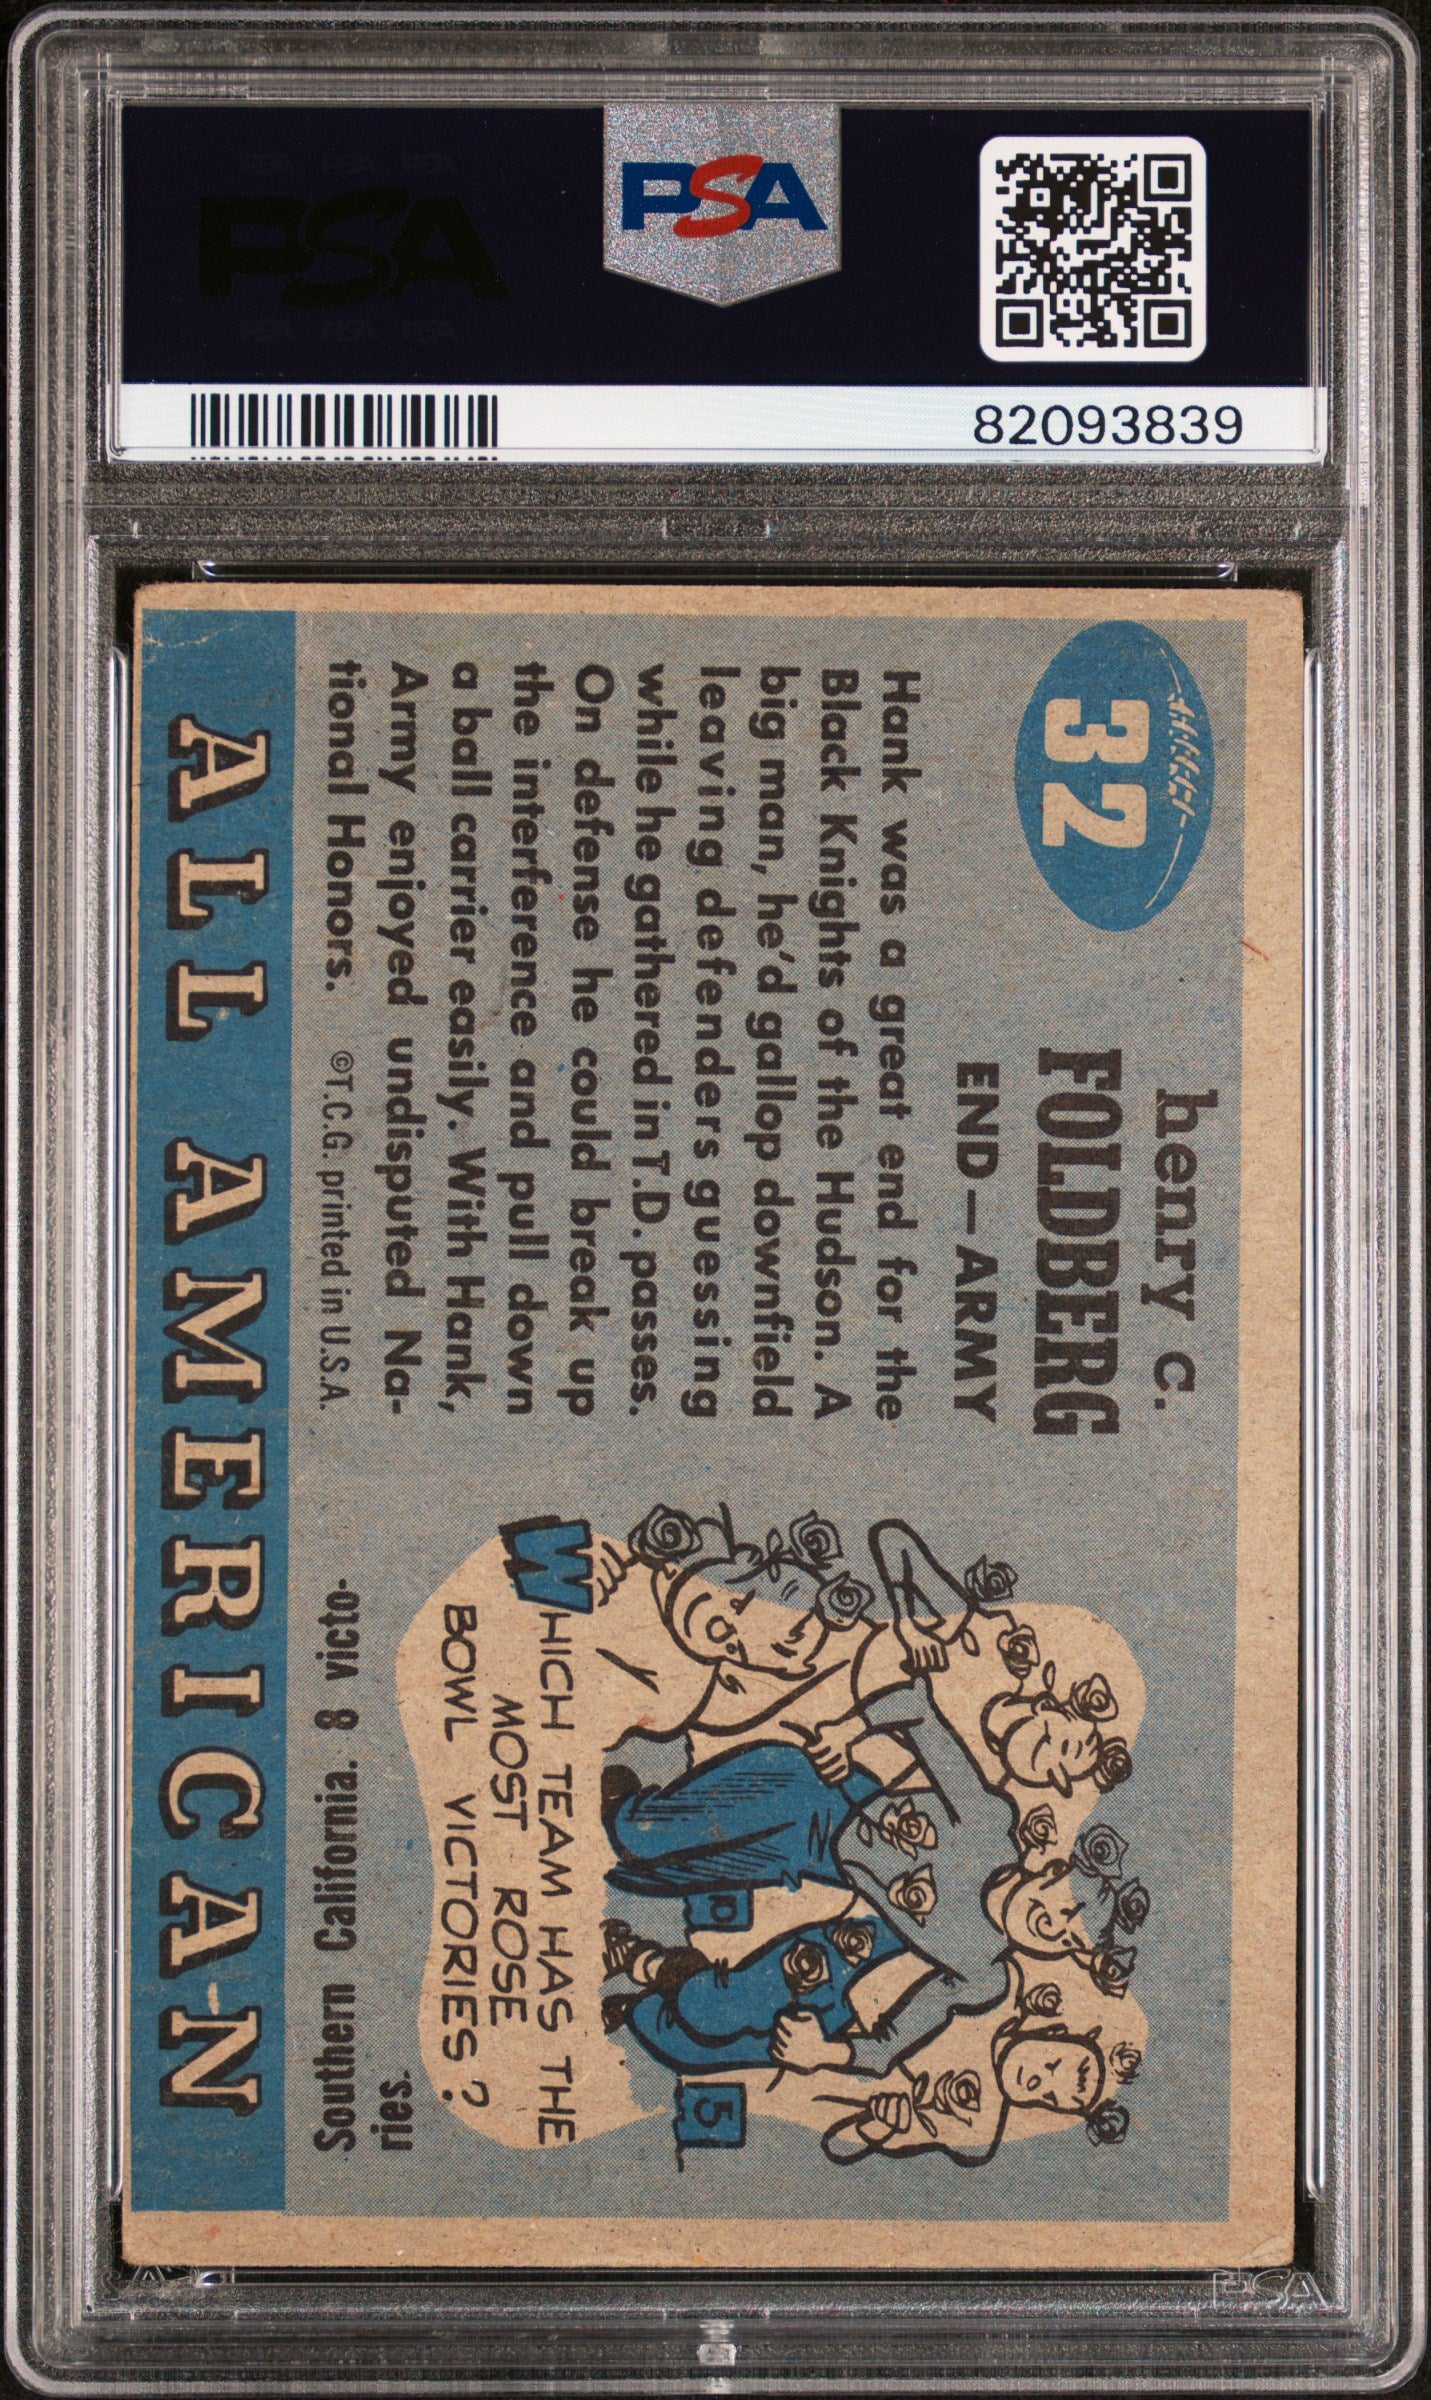 PSA
PSA
82093839
32
henry C.
FOLDBERG
END—ARMY
Hank was a great end for the
Black Knights of the Hudson. A
big man, he'd gallop downfield
leaving defenders guessing
while he gathered in T.D. passes.
On defense he could break up
the interference and pull down
a ball carrier easily. With Hank,
Army enjoyed undisputed Na-
tional Honors.
©T.C.G. printed in U.S.A.
5
WHICH TEAM HAS THE
MOST ROSE
BOWL VICTORIES?
Southern California. 8 victo-
ries.
ALL AMERICAN
PSA